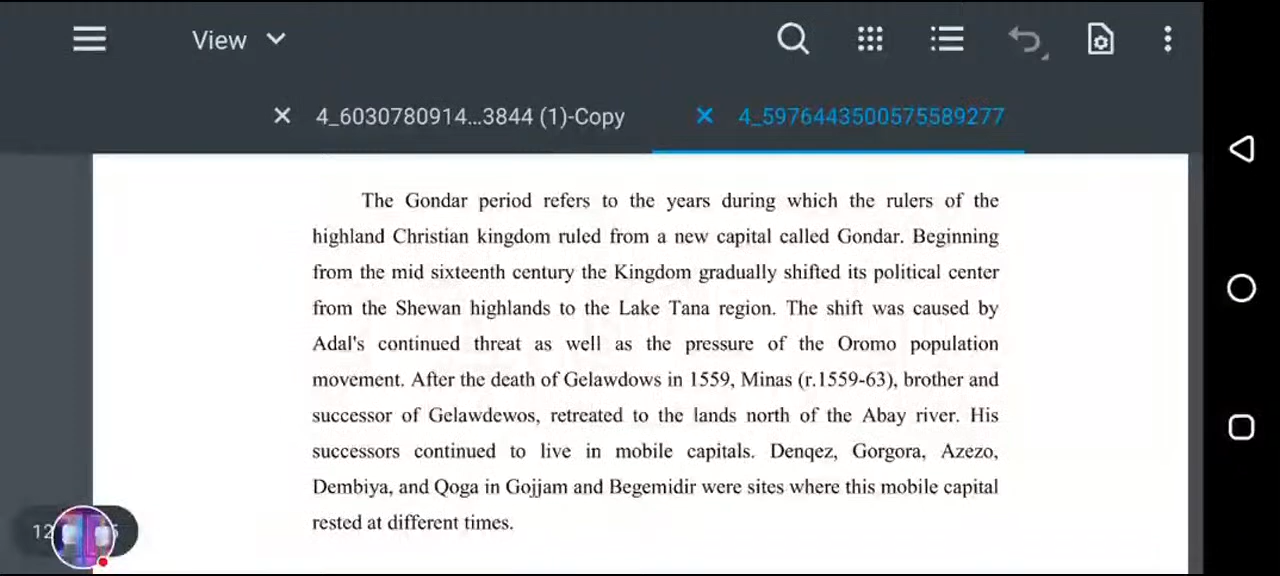 View
4_6030780914...3844 (1)-Copy
4_5976443500575589277
The Gondar period refers to the years during which the rulers of the
highland Christian kingdom ruled from a new capital called Gondar. Beginning
from the mid sixteenth century the Kingdom gradually shifted its political center
from the Shewan highlands to the Lake Tana region. The shift was caused by
Adal's continued threat as well as the pressure of the Oromo population
movement. After the death of Gelawdows in 1559, Minas (r.1559-63), brother and
successor of Gelawdewos, retreated to the lands north of the Abay river. His
successors continued to live in mobile capitals. Denqez, Gorgora, Azezo,
Dembiya, and Qoga in Gojjam and Begemidir were sites where this mobile capital
rested at different times.